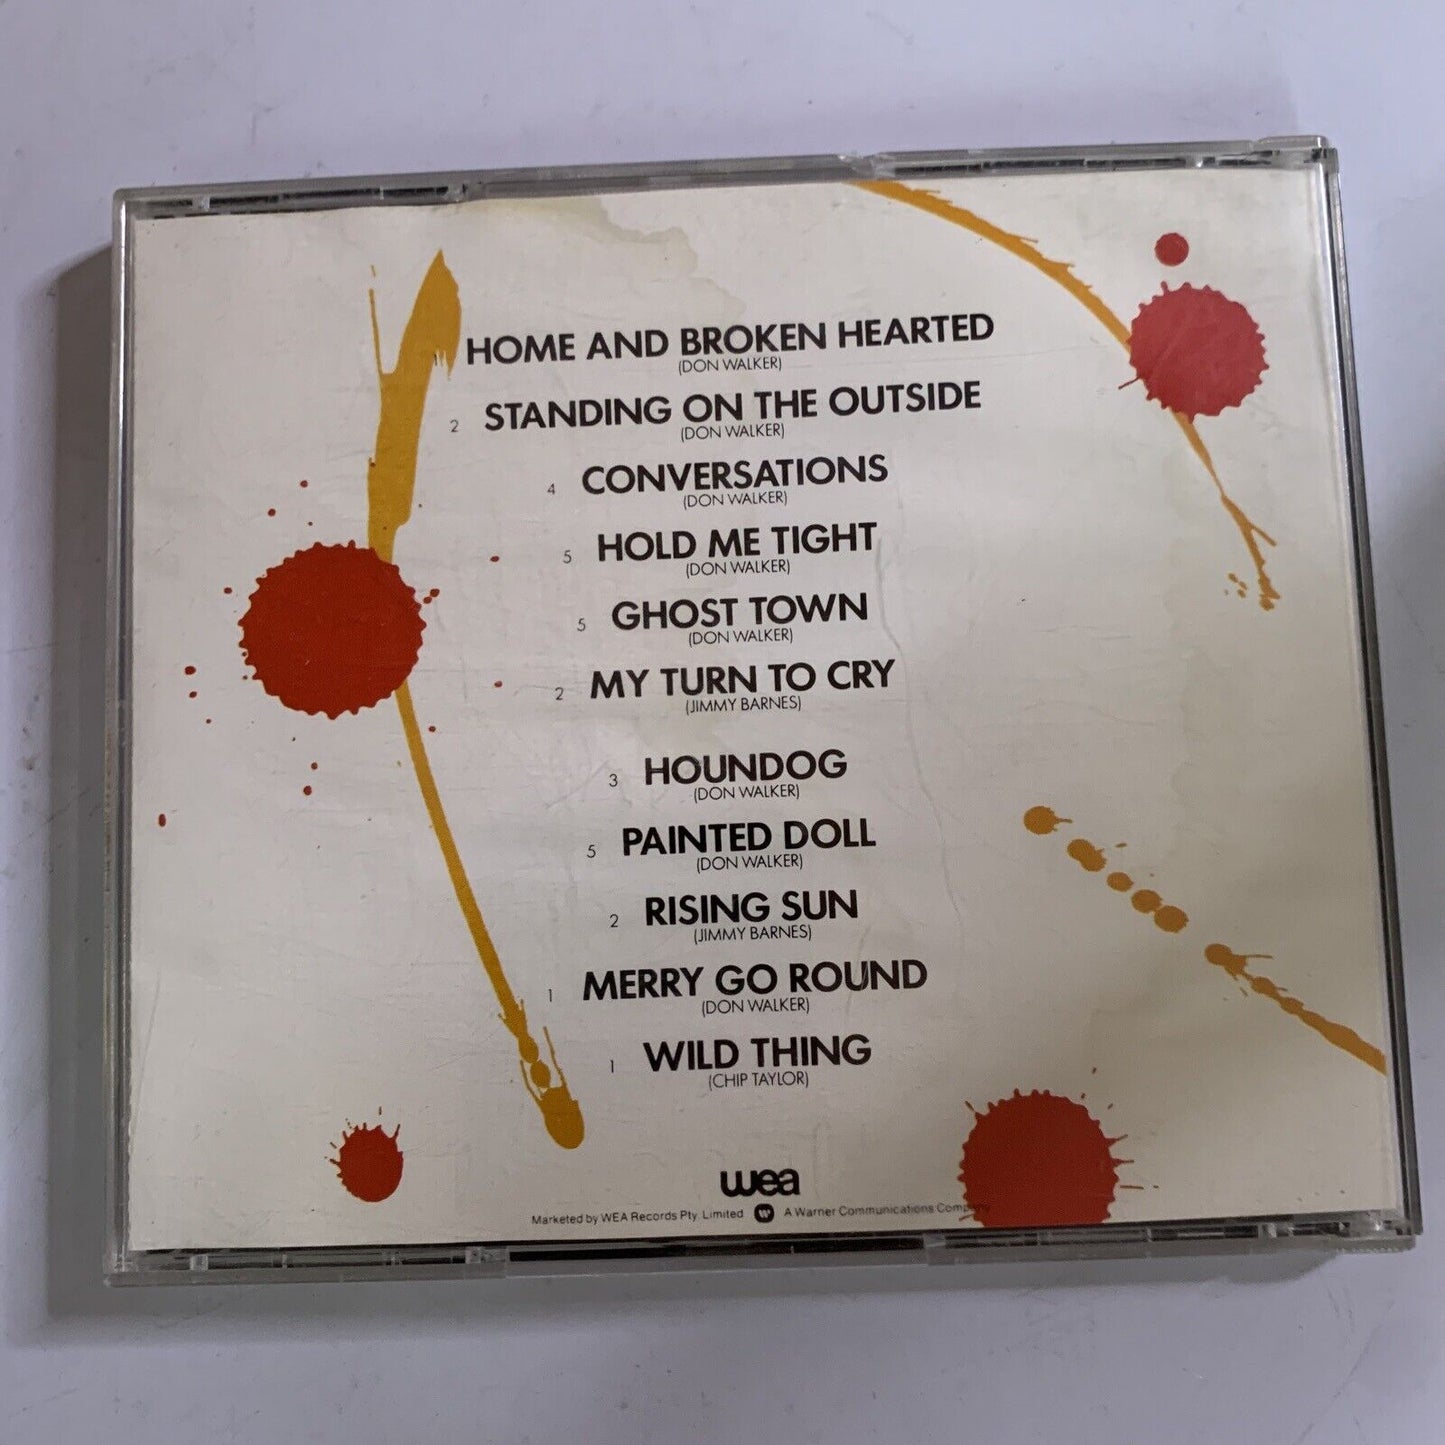 1 HOME AND BROKEN HEARTED
(DON WALKER)
2 STANDING ON THE OUTSIDE
(DON WALKER)
4 CONVERSATIONS
(DON WALKER)
5 HOLD ME TIGHT
(DON WALKER)
5 GHOST TOWN
(DON WALKER)
2 MY TURN TO CRY
(JIMMY BARNES)
3 HOUNDOG
(DON WALKER)
5 PAINTED DOLL
(DON WALKER)
2 RISING SUN
(JIMMY BARNES)
1 MERRY GO ROUND
(DON WALKER)
1 WILD THING
(CHIP TAYLOR)
wea
Marketed by WEA Records Pty. Limited A Warner Communications Company